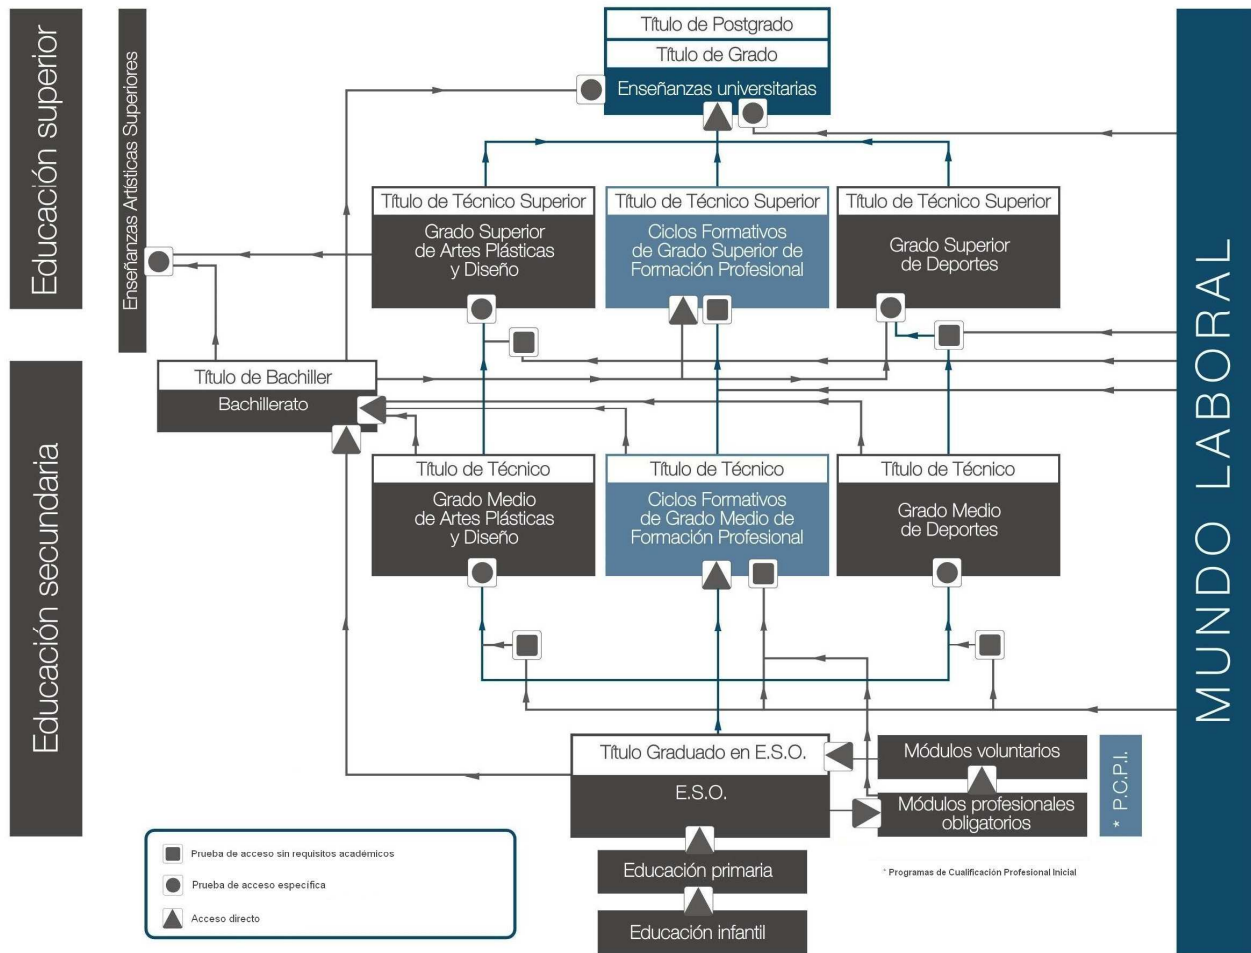 Educación superior
Enseñanzas Artísticas Superiores
Título de Postgrado
Título de Grado
Enseñanzas universitarias
Título de Técnico Superior
Grado Superior
de Artes Plásticas
y Diseño
Título de Técnico Superior
Ciclos Formativos
de Grado Superior de
Formación Profesional
Título de Técnico Superior
Grado Superior
de Deportes
MUNDO LABORAL
Educación secundaria
Título de Bachiller
Bachillerato
Título de Técnico
Grado Medio
de Artes Plásticas
y Diseño
Título de Técnico
Ciclos Formativos
de Grado Medio de
Formación Profesional
Título de Técnico
Grado Medio
de Deportes
Título Graduado en E.S.O.
E.S.O.
Módulos voluntarios
Módulos profesionales
obligatorios
* P.C.P.I.
Educación primaria
Educación infantil
* Programas de Cualificación Profesional Inicial
Prueba de acceso sin requisitos académicos
Prueba de acceso específica
Acceso directo